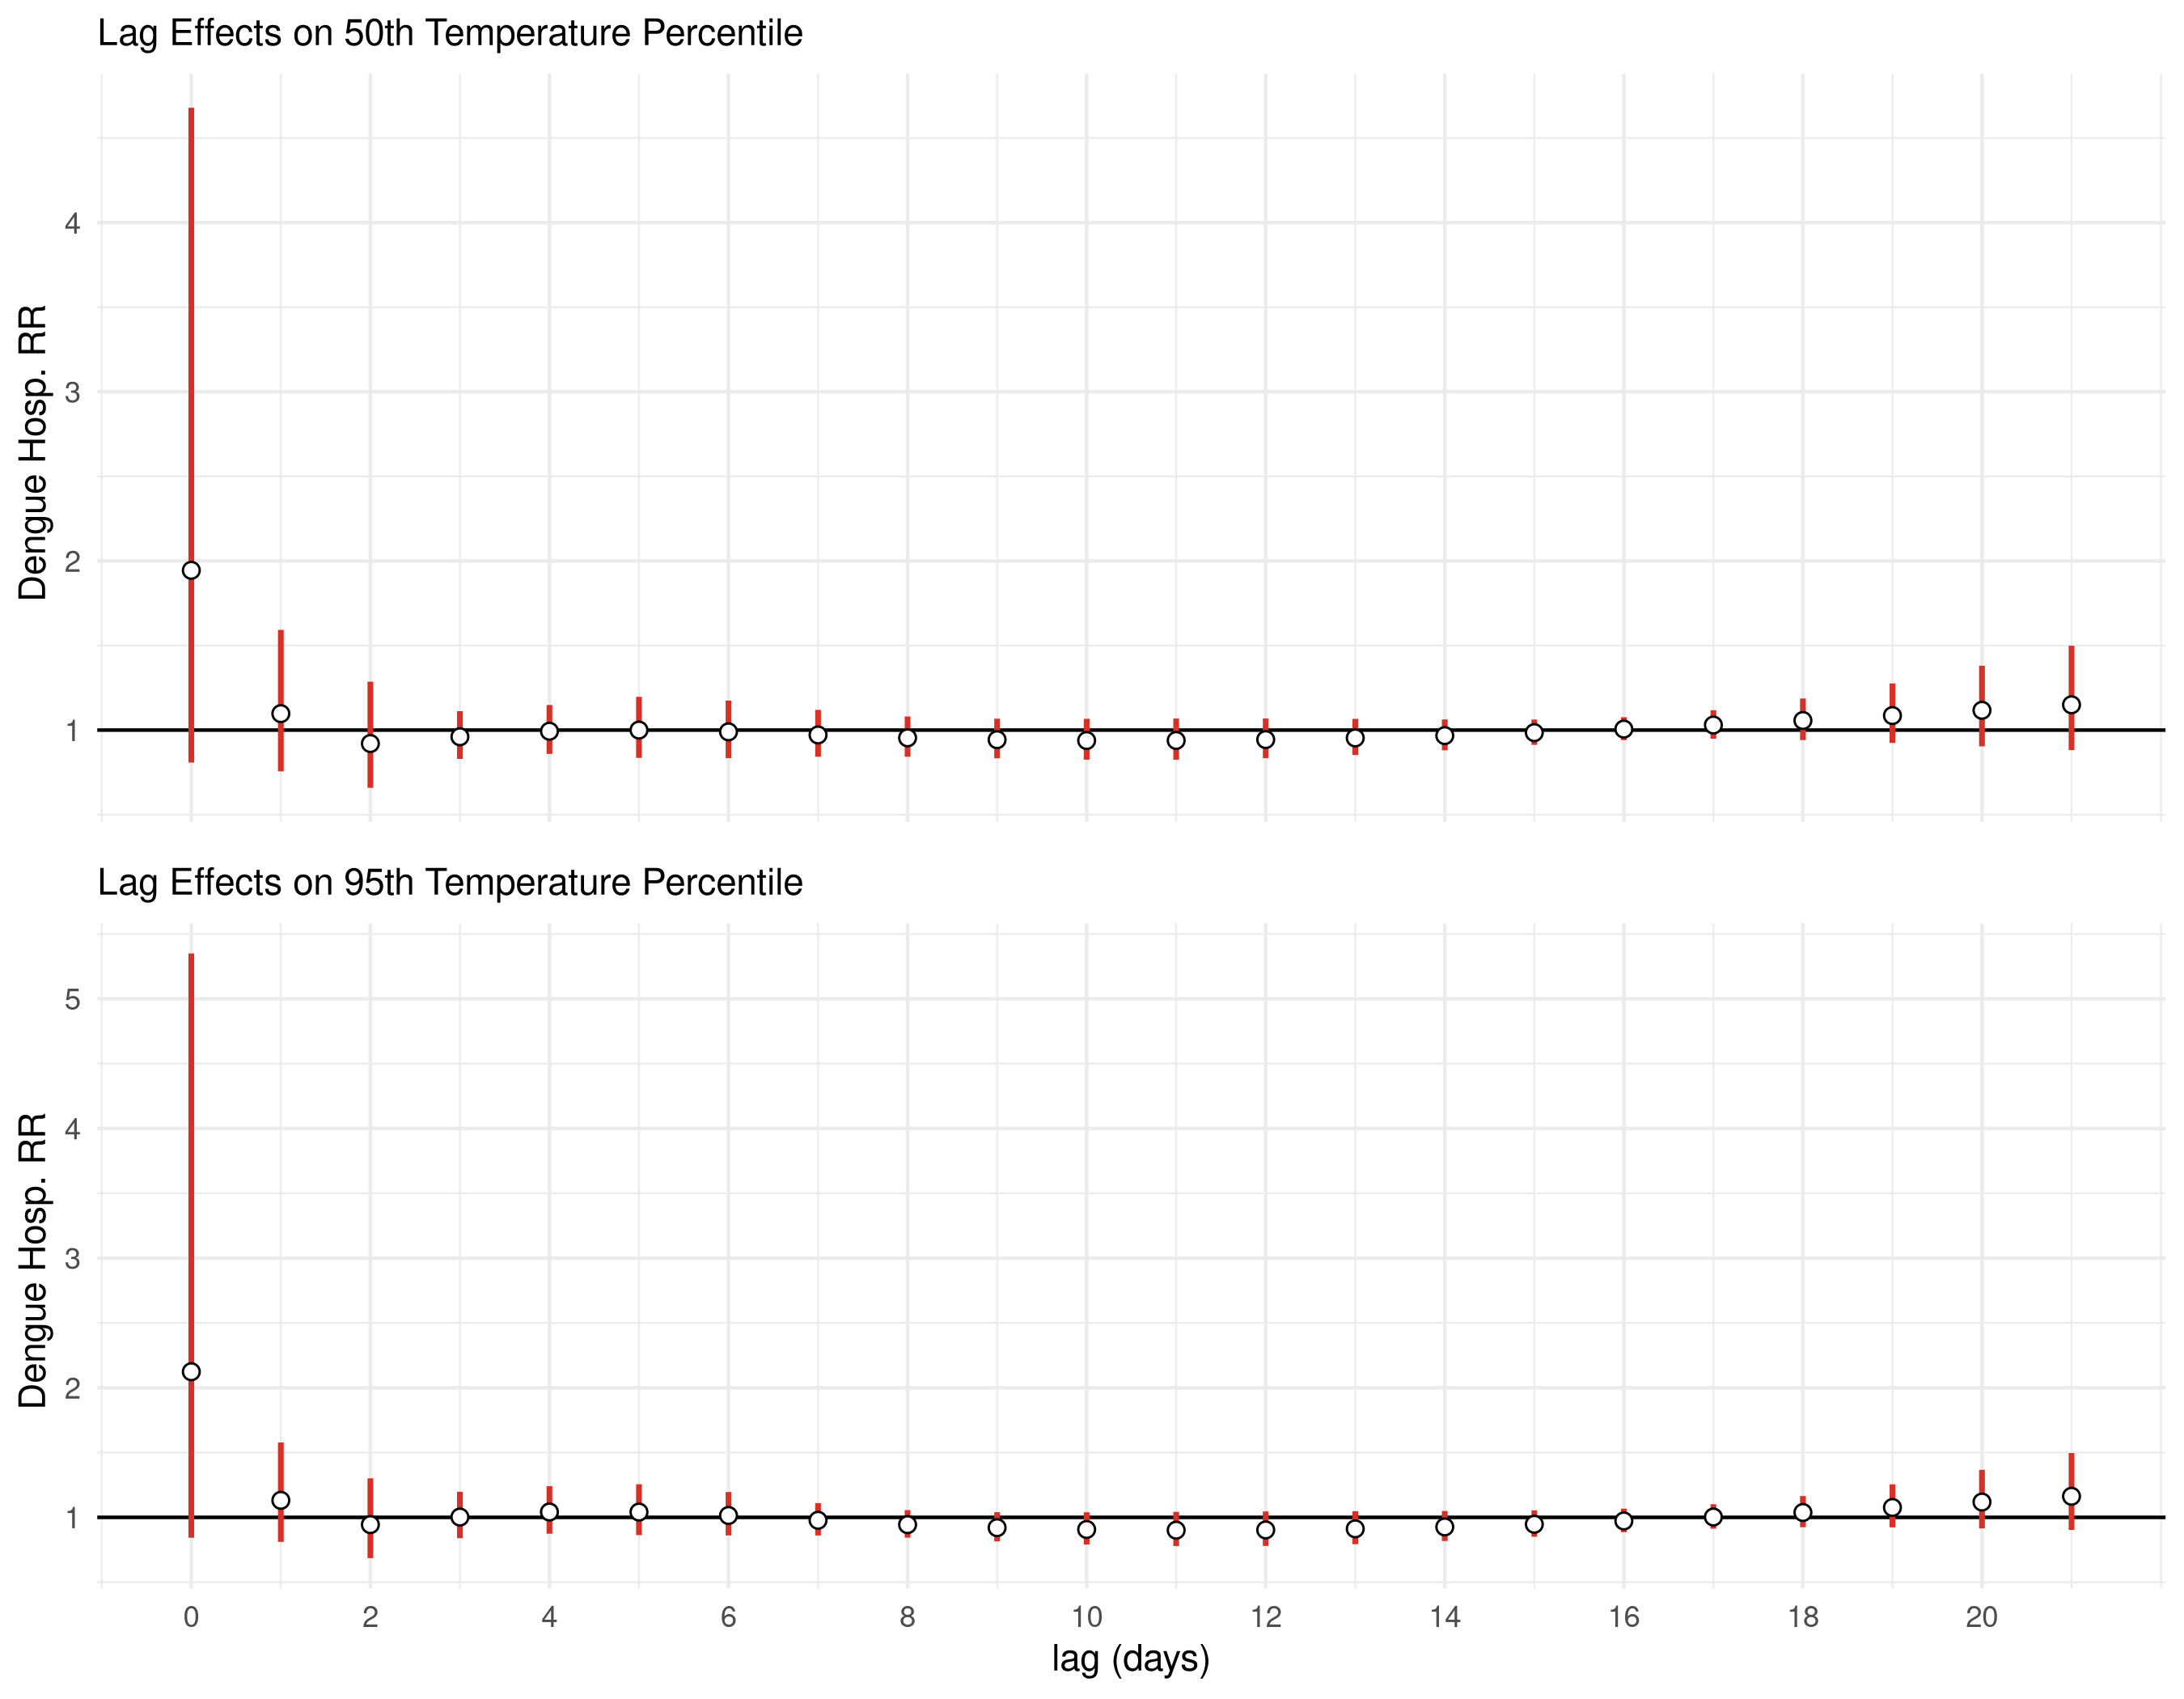 Lag Effects on 50th Temperature Percentile
Dengue Hosp. RR
4
3
2
1
Lag Effects on 95th Temperature Percentile
Dengue Hosp. RR
5
4
3
2
1
0 2 4 6 8 10 12 14 16 18 20
lag (days)